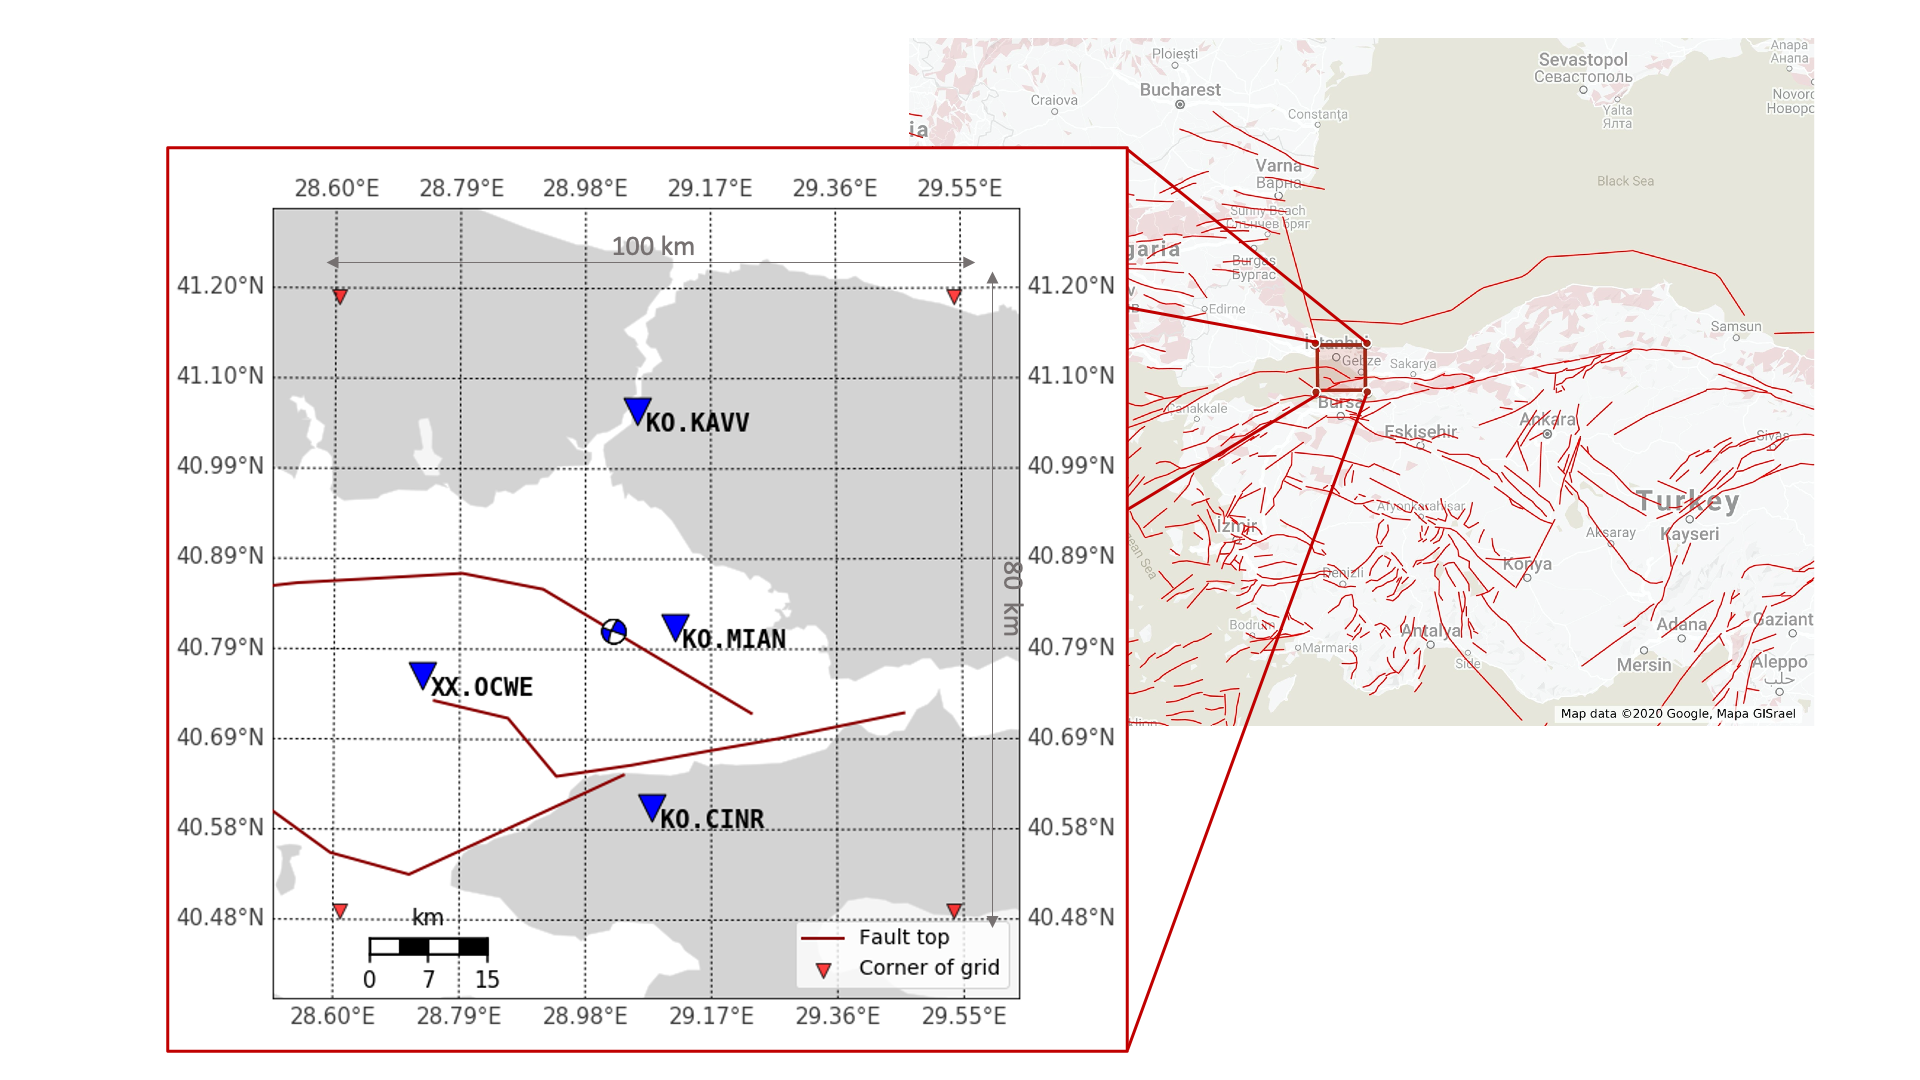 Ploiești
Bucharest
Craiova
Constanța
Sevastopol
Севастополь
Yalta
Ялта
Anapa
Анапа
Novoro
Новоро
ia
Varna
Варна
Black Sea
Sunny Beach
Слънчев бряг
garia
Burgas
Бургас
Edirne
İstanbul
Gebze
Sakarya
Samsun
Çanakkale
Bursa
Eskişehir
Ankara
Sivas
Turkey
Afyonkarahisar
İzmir
Aksaray
Kayseri
ean Sea
Denizli
Konya
Bodrum
Antalya
Adana
Gaziant
Marmaris
Side
Mersin
Aleppo
حلب
Map data ©2020 Google, Mapa GISrael
28.60°E 28.79°E 28.98°E 29.17°E 29.36°E 29.55°E
100 km
41.20°N 41.20°N
41.10°N 41.10°N
KO.KAVV
40.99°N 40.99°N
40.89°N 40.89°N
80 km
KO.MIAN
40.79°N 40.79°N
XX.OCWE
40.69°N 40.69°N
KO.CINR
40.58°N 40.58°N
40.48°N 40.48°N
km
0 7 15
Fault top
Corner of grid
28.60°E 28.79°E 28.98°E 29.17°E 29.36°E 29.55°E